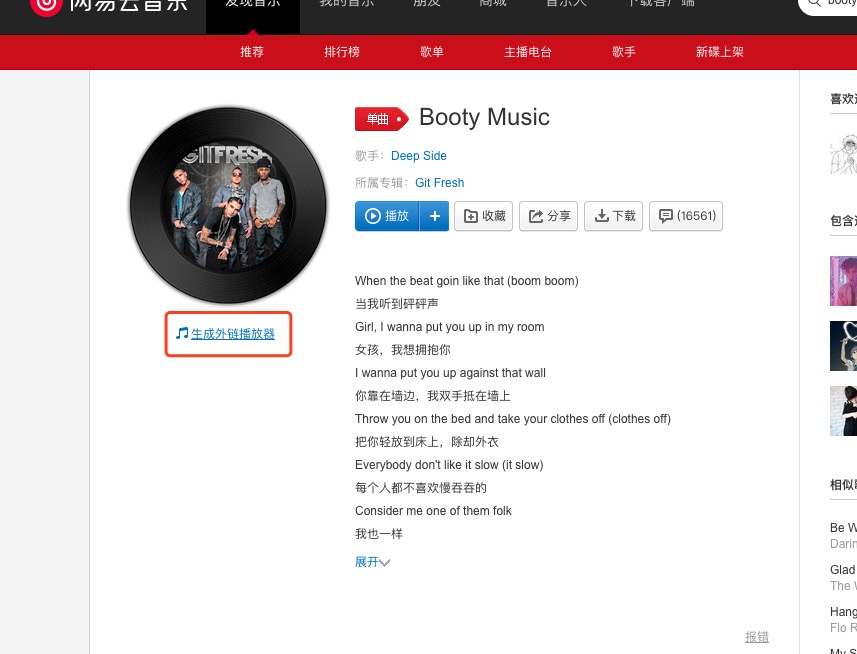 网易云音乐
发现音乐 我的音乐 朋友 商城 音乐人 下载客户端
推荐 排行榜 歌单 主播电台 歌手 新碟上架
GITFRESH
单曲 Booty Music
歌手：Deep Side
所属专辑：Git Fresh
播放 + 收藏 分享 下载 (16561)
生成外链播放器
When the beat goin like that (boom boom)
当我听到砰砰声
Girl, I wanna put you up in my room
女孩，我想拥抱你
I wanna put you up against that wall
你靠在墙边，我双手抵在墙上
Throw you on the bed and take your clothes off (clothes off)
把你轻放到床上，除却外衣
Everybody don't like it slow (it slow)
每个人都不喜欢慢吞吞的
Consider me one of them folk
我也一样
展开
报错
喜欢
包含
相似
Be W
Darin
Glad
The
Hang
Flo R
My S